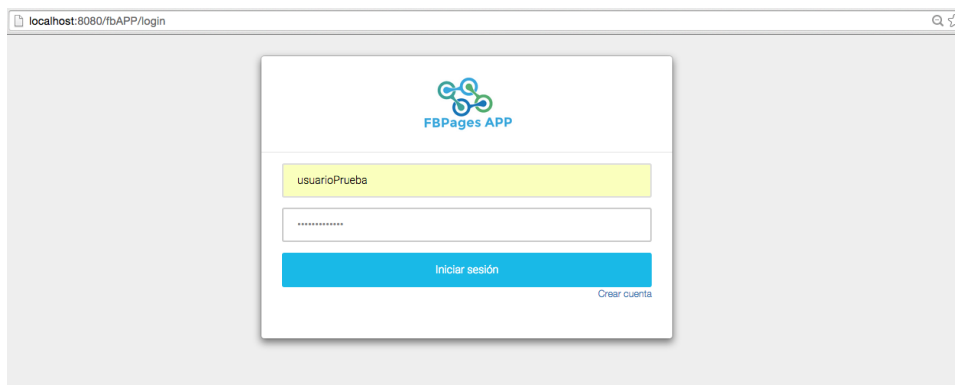 localhost:8080/fbAPP/login
FBPages APP
usuarioPrueba
•••••••••••••
Iniciar sesión
Crear cuenta